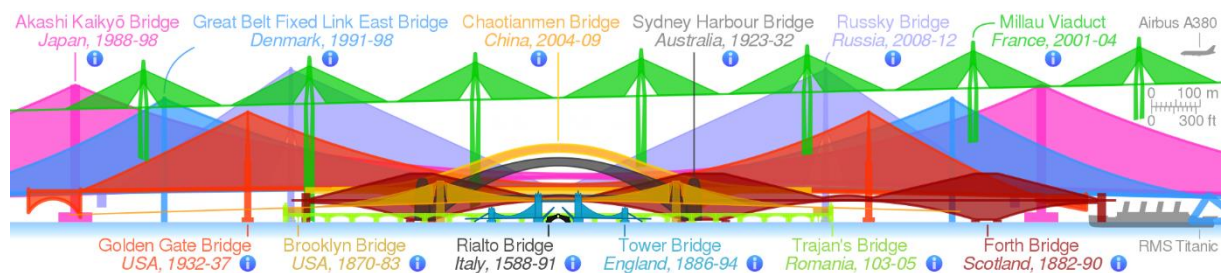 Akashi Kaikyō Bridge
Japan, 1988-98
Great Belt Fixed Link East Bridge
Denmark, 1991-98
Chaotianmen Bridge
China, 2004-09
Sydney Harbour Bridge
Australia, 1923-32
Russky Bridge
Russia, 2008-12
Millau Viaduct
France, 2001-04
Airbus A380
0 100 m
0 300 ft
Golden Gate Bridge
USA, 1932-37
Brooklyn Bridge
USA, 1870-83
Rialto Bridge
Italy, 1588-91
Tower Bridge
England, 1886-94
Trajan's Bridge
Romania, 103-05
Forth Bridge
Scotland, 1882-90
RMS Titanic